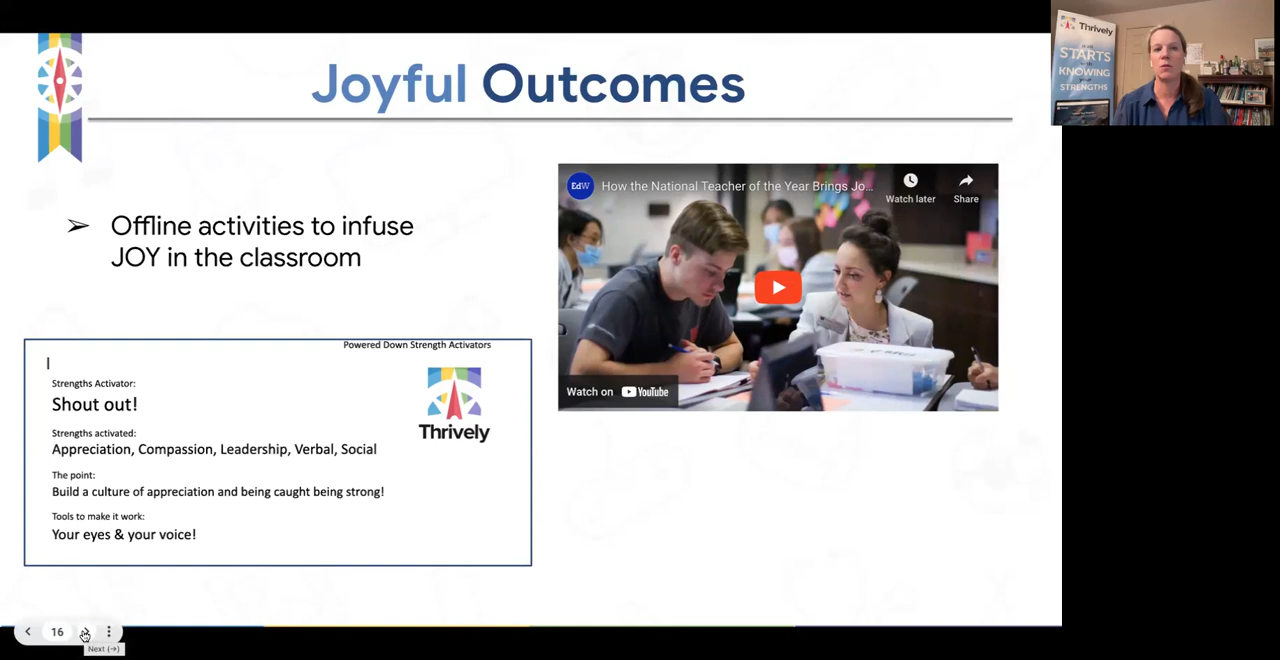 Joyful Outcomes
➢ Offline activities to infuse
JOY in the classroom
Powered Down Strength Activators
Strengths Activator:
Shout out!
Strengths activated:
Appreciation, Compassion, Leadership, Verbal, Social
The point:
Build a culture of appreciation and being caught being strong!
Tools to make it work:
Your eyes & your voice!
Thrively
EdW
How the National Teacher of the Year Brings Jo...
Watch later
Share
Watch on YouTube
16
Next (→)
Thrively
STARTS
KNOWING
STRENGTHS